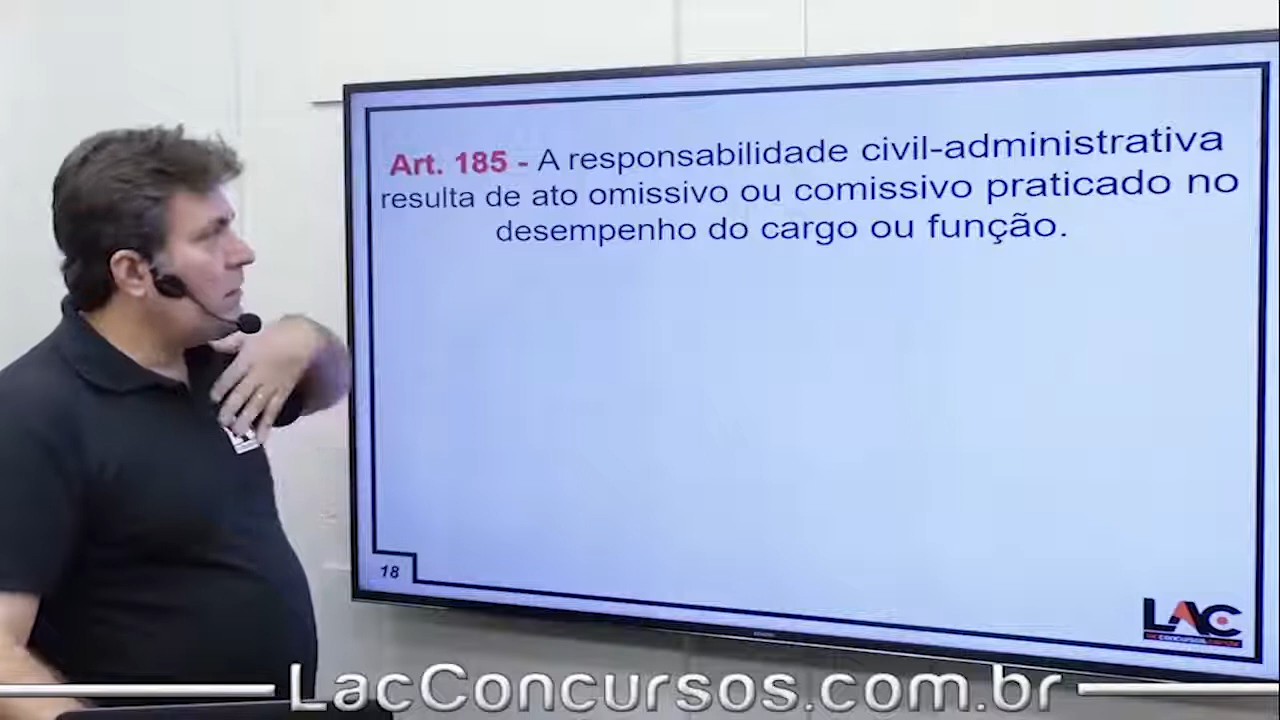 Art. 185 - A responsabilidade civil-administrativa
resulta de ato omissivo ou comissivo praticado no
desempenho do cargo ou função.
18
LAC
LacConcursos.com.br